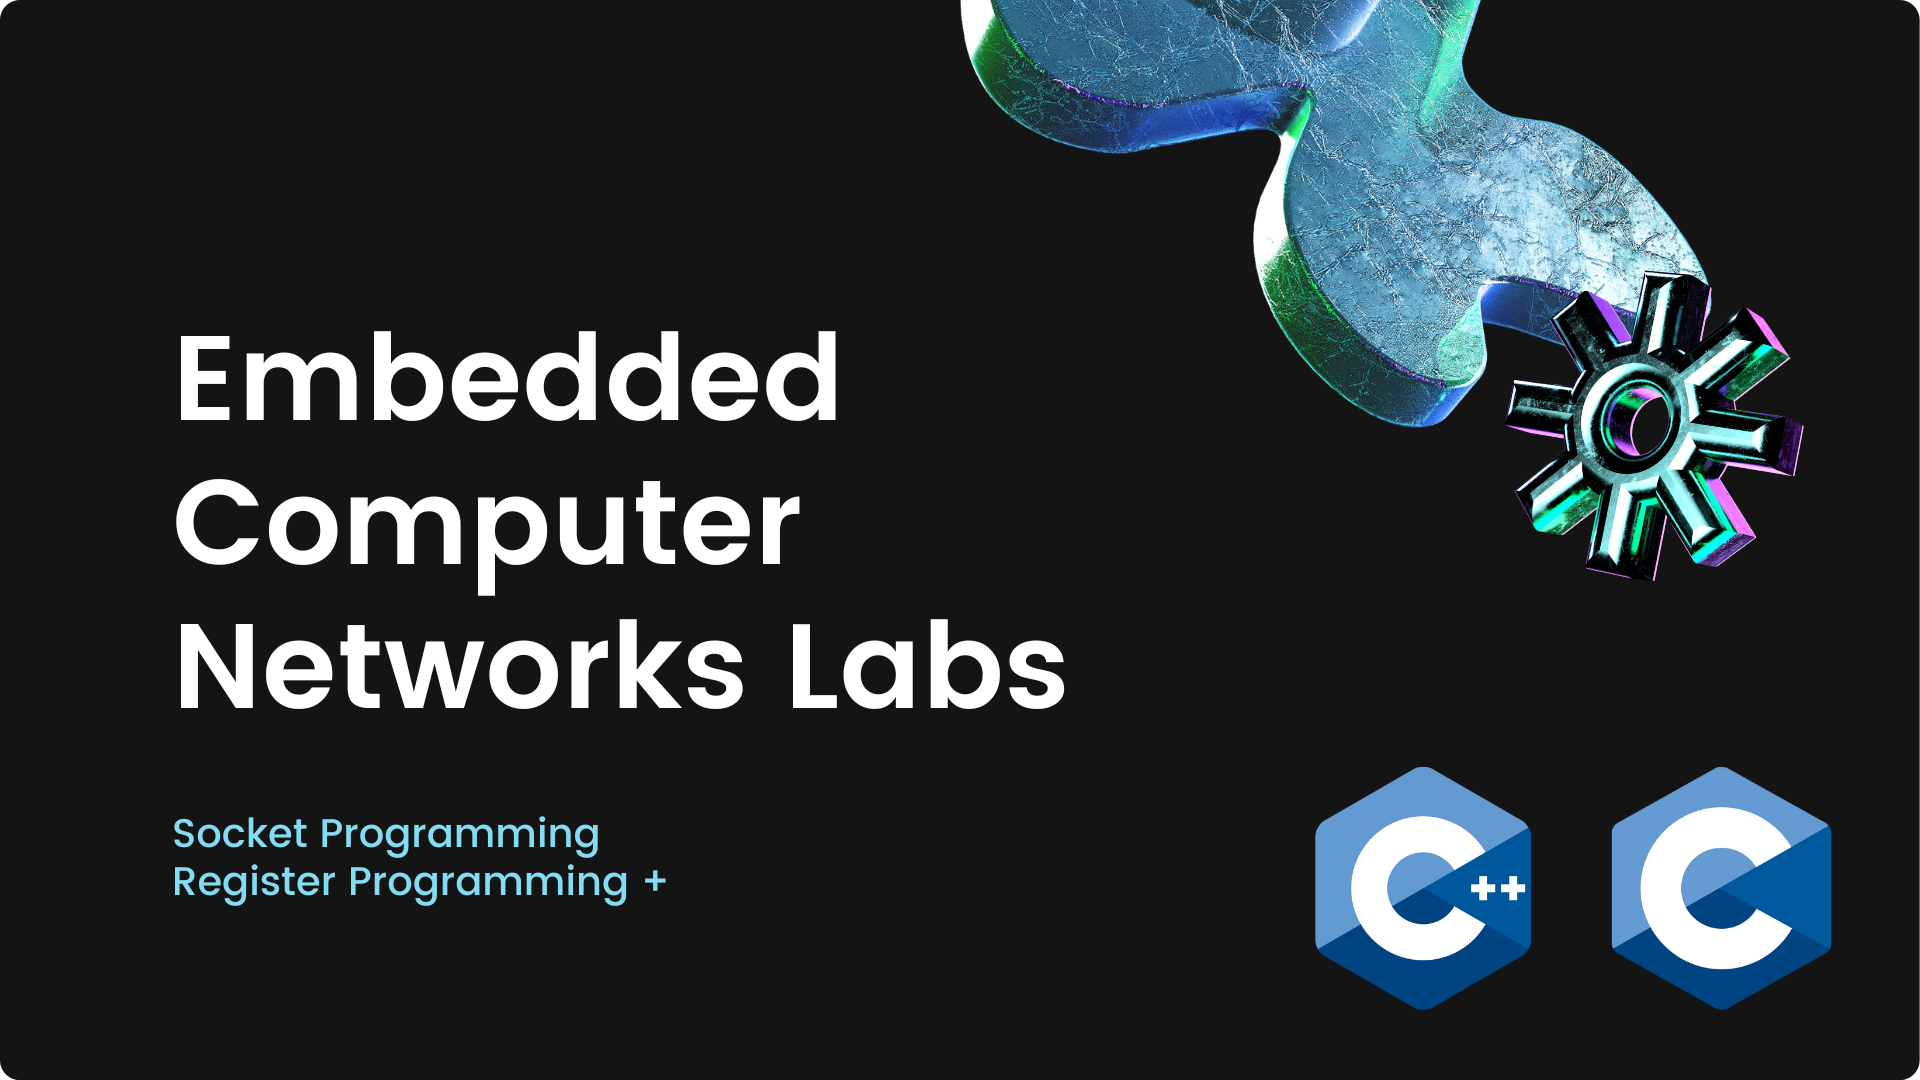 Embedded
Computer
Networks Labs
Socket Programming
Register Programming +
C++
C